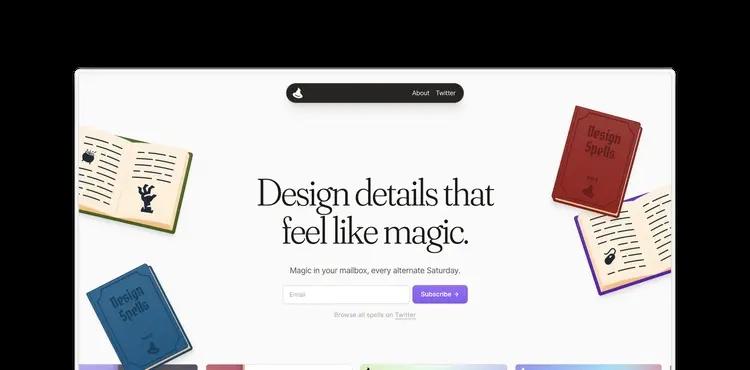 About Twitter
Design
Spells
Design details that
feel like magic.
Magic in your mailbox, every alternate Saturday.
Email
Subscribe →
Browse all spells on Twitter
Design
Spells